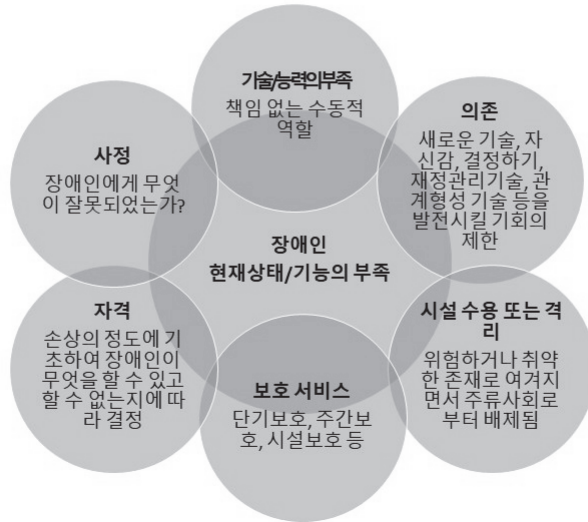 기술/능력의부족
책임 없는 수동적
역할
의존
새로운 기술, 자
신감, 결정하기,
재정관리기술, 관
계형성 기술 등을
발전시킬 기회의
제한
사정
장애인에게 무엇
이 잘못되었는가?
장애인
현재상태/기능의 부족
자격
손상의 정도에 기
초하여 장애인이
무엇을 할 수 있고
할 수 없는지에 따
라 결정
시설 수용 또는 격
리
위험하거나 취약
한 존재로 여겨지
면서 주류사회로
부터 배제됨
보호 서비스
단기보호, 주간보
호, 시설보호 등